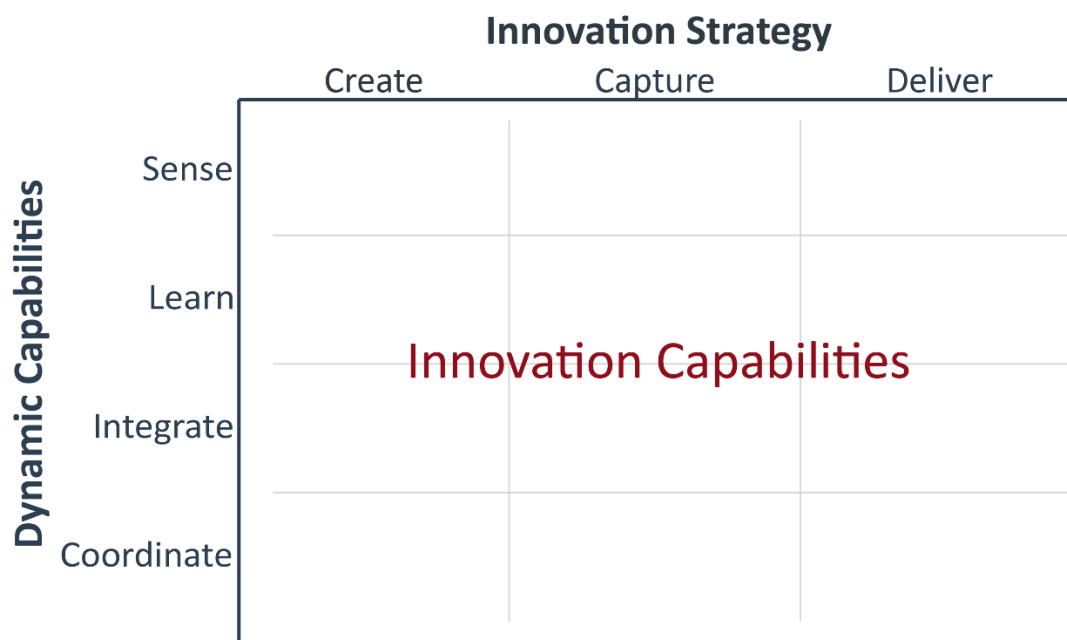 Innovation Strategy
Create Capture Deliver
Dynamic Capabilities
Sense
Learn
Innovation Capabilities
Integrate
Coordinate